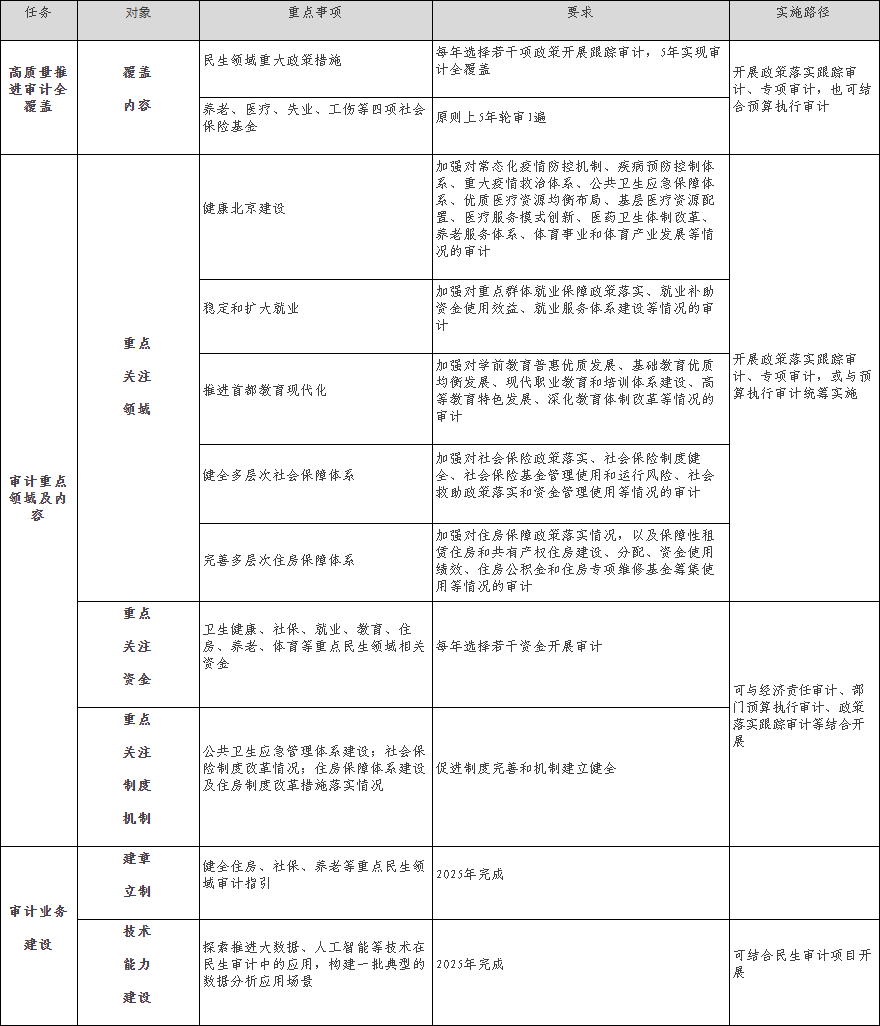 任务
对象
重点事项
要求
实施路径
高质量推
进审计全
覆盖
覆盖
内容
民生领域重大政策措施
每年选择若干项政策开展跟踪审计，5年实现审
计全覆盖
开展政策落实跟踪审
计、专项审计，也可结
合预算执行审计
养老、医疗、失业、工伤等四项社会
保险基金
原则上5年轮审1遍
审计重点
领域及内
容
重点
关注
领域
健康北京建设
加强对常态化疫情防控机制、疾病预防控制体
系、重大疫情救治体系、公共卫生应急保障体
系、优质医疗资源均衡布局、基层医疗资源配
置、医疗服务模式创新、医药卫生体制改革、
养老服务体系、体育事业和体育产业发展等情
况的审计
开展政策落实跟踪审
计、专项审计，或与预
算执行审计统筹实施
稳定和扩大就业
加强对重点群体就业保障政策落实、就业补助
资金使用效益、就业服务体系建设等情况的审
计
推进首都教育现代化
加强对学前教育普惠优质发展、基础教育优质
均衡发展、现代职业教育和培训体系建设、高
等教育特色发展、深化教育体制改革等情况的
审计
健全多层次社会保障体系
加强对社会保险政策落实、社会保险制度健
全、社会保险基金管理使用和运行风险、社会
救助政策落实和资金管理使用等情况的审计
完善多层次住房保障体系
加强对住房保障政策落实情况，以及保障性租
赁住房和共有产权住房建设、分配、资金使用
绩效、住房公积金和住房专项维修基金筹集使
用等情况的审计
重点
关注
资金
卫生健康、社保、就业、教育、住
房、养老、体育等重点民生领域相关
资金
每年选择若干资金开展审计
可与经济责任审计、部
门预算执行审计、政策
落实跟踪审计等结合开
展
重点
关注
制度
机制
公共卫生应急管理体系建设；社会保
险制度改革情况；住房保障体系建设
及住房制度改革措施落实情况
促进制度完善和机制建立健全
审计业务
建设
建章
立制
健全住房、社保、养老等重点民生领
域审计指引
2025年完成
技术
能力
建设
探索推进大数据、人工智能等技术在
民生审计中的应用，构建一批典型的
数据分析应用场景
2025年完成
可结合民生审计项目开
展